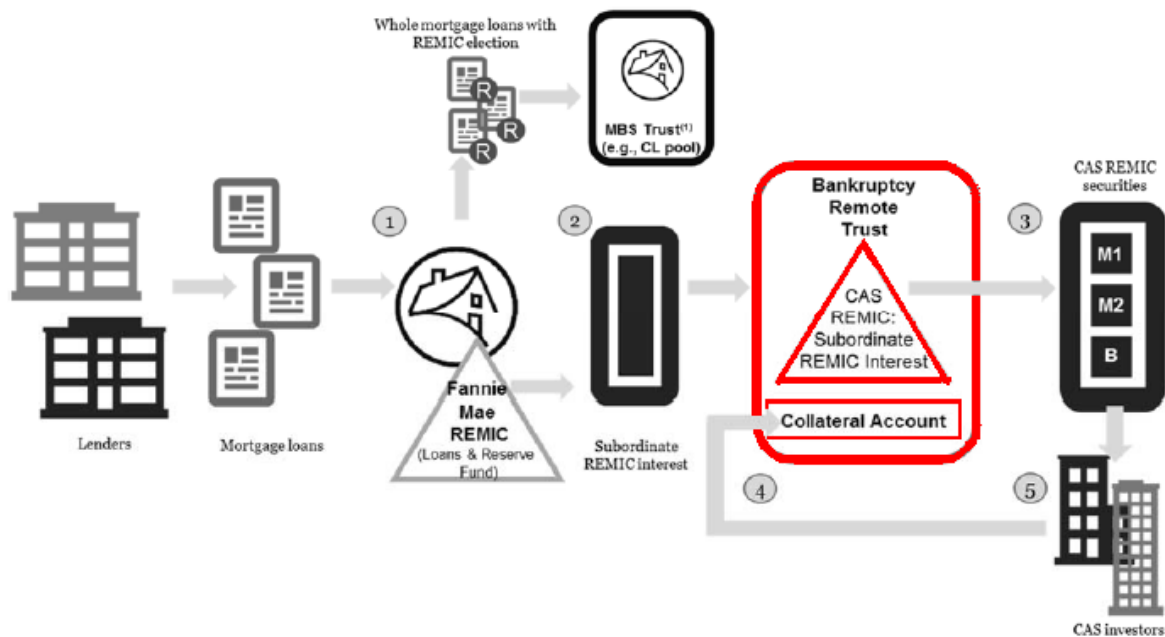 Whole mortgage loans with
REMIC election
R
R
R
MBS Trust(1)
(e.g., CL pool)
Lenders
Mortgage loans
1
Fannie
Mae
REMIC
(Loans & Reserve
Fund)
2
Subordinate
REMIC interest
Bankruptcy
Remote
Trust
CAS
REMIC:
Subordinate
REMIC Interest
Collateral Account
3
CAS REMIC
securities
M1
M2
B
4
5
CAS investors